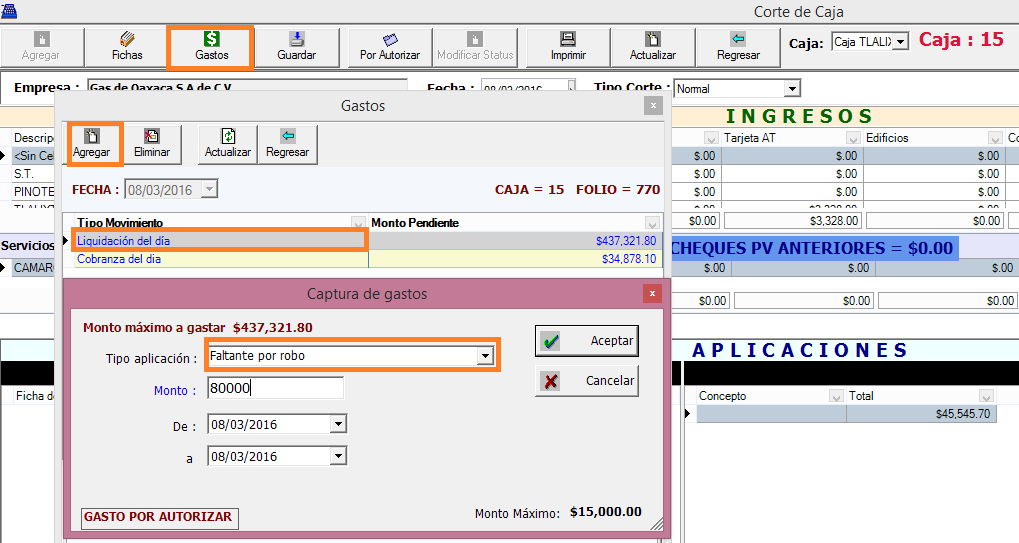 Corte de Caja
Agregar Fichas Gastos Guardar Por Autorizar Modificar Status Imprimir Actualizar Regresar Caja: Caja TLALIX Caja : 15
Empresa : Gas de Oaxaca S.A de C.V. Fecha : 08/03/2016 Tipo Corte : Normal
Gastos
INGRESOS
Agregar Eliminar Actualizar Regresar
Tarjeta AT Edificios
<Sin Ce $.00 $.00 $.00
S.T. $.00 $.00 $.00
PINOTE $.00 $.00 $.00
FECHA : 08/03/2016 CAJA = 15 FOLIO = 770
$.00 $3,328.00 $.00
$0.00 $3,328.00 $0.00
Tipo Movimiento Monto Pendiente
Liquidación del día $437,321.80
Cobranza del dia $34,878.10
Servicios CHEQUES PV ANTERIORES = $0.00
CAMAR $.00 $.00 $.00
$0.00 $0.00 $0.00
Captura de gastos
Monto máximo a gastar $437,321.80
Tipo aplicación : Faltante por robo
Monto : 80000
De : 08/03/2016
a 08/03/2016
Aceptar
Cancelar
GASTO POR AUTORIZAR
Monto Máximo: $15,000.00
APLICACIONES
Ficha Concepto Total
$45,545.70